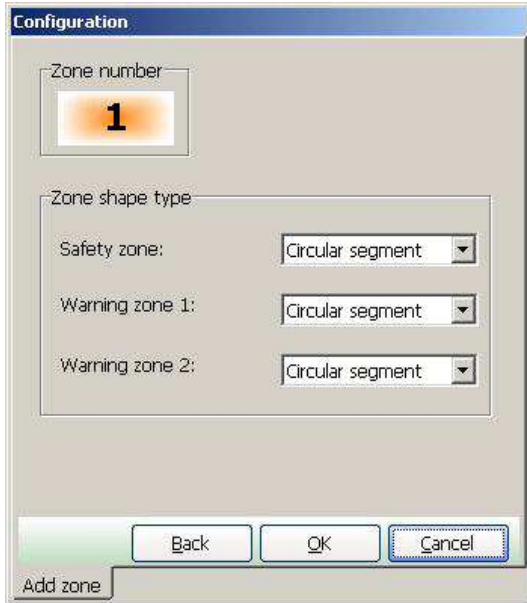 Configuration
Zone number
1
Zone shape type
Safety zone: Circular segment
Warning zone 1: Circular segment
Warning zone 2: Circular segment
Back OK Cancel
Add zone